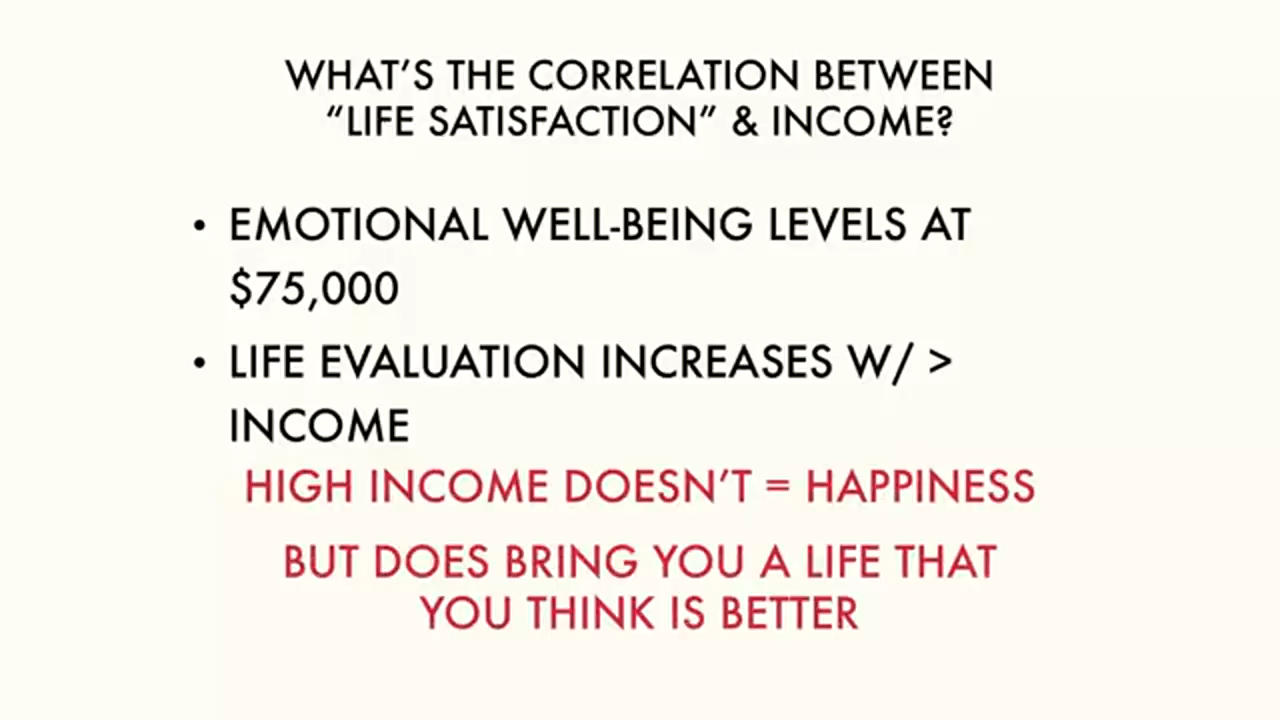 WHAT’S THE CORRELATION BETWEEN
“LIFE SATISFACTION” & INCOME?
• EMOTIONAL WELL-BEING LEVELS AT
$75,000
• LIFE EVALUATION INCREASES W/ >
INCOME
HIGH INCOME DOESN’T = HAPPINESS
BUT DOES BRING YOU A LIFE THAT
YOU THINK IS BETTER